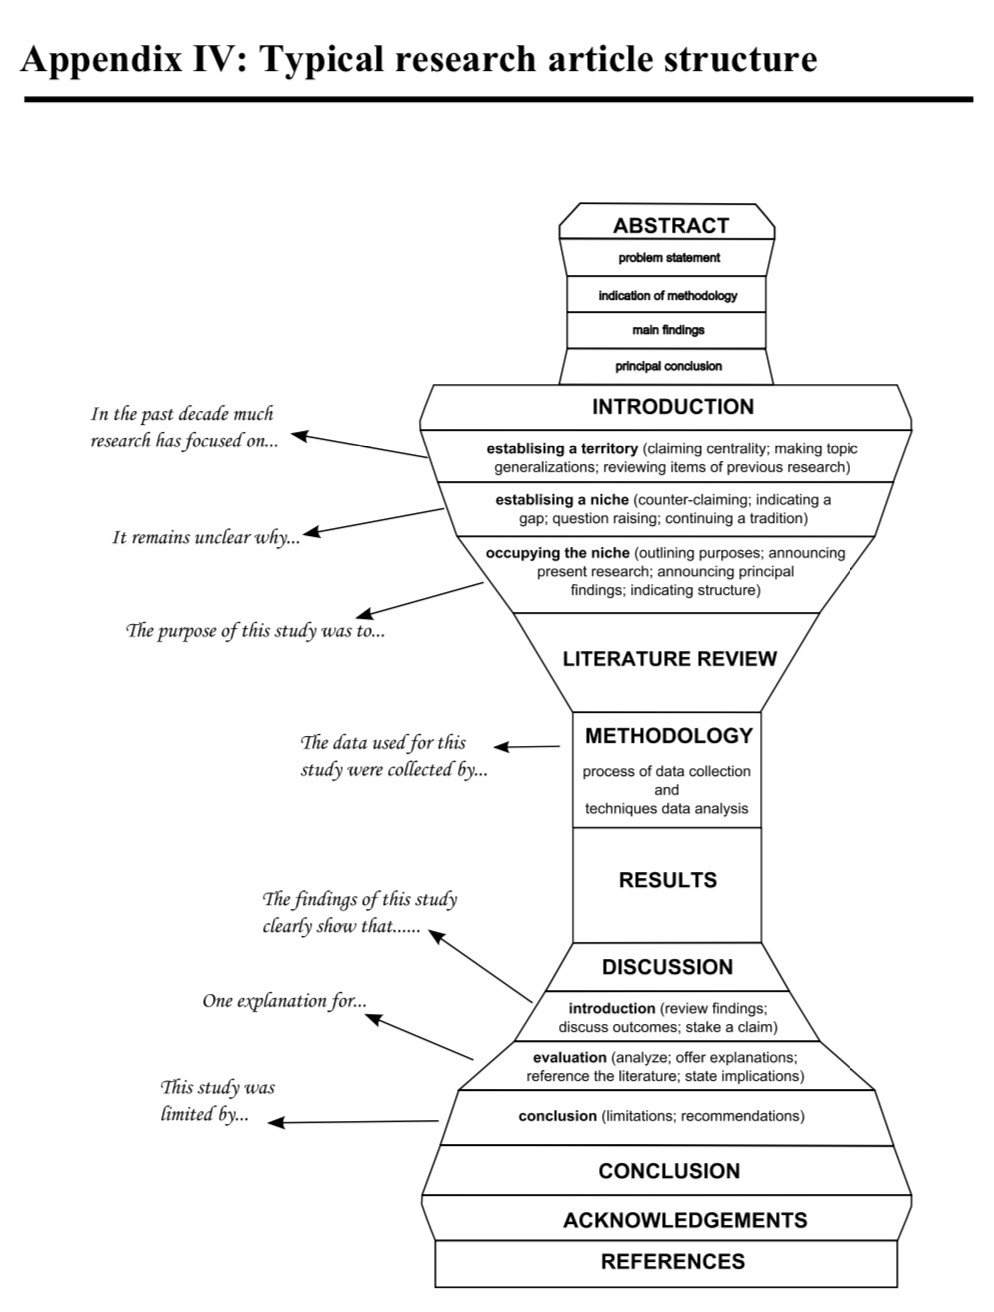 Appendix IV: Typical research article structure
ABSTRACT
problem statement
indication of methodology
main findings
principal conclusion
INTRODUCTION
In the past decade much
research has focused on...
establising a territory (claiming centrality; making topic
generalizations; reviewing items of previous research)
establising a niche (counter-claiming; indicating a
gap; question raising; continuing a tradition)
It remains unclear why...
occupying the niche (outlining purposes; announcing
present research; announcing principal
findings; indicating structure)
The purpose of this study was to...
LITERATURE REVIEW
METHODOLOGY
The data used for this
study were collected by...
process of data collection
and
techniques data analysis
RESULTS
The findings of this study
clearly show that......
DISCUSSION
introduction (review findings;
discuss outcomes; stake a claim)
One explanation for...
evaluation (analyze; offer explanations;
reference the literature; state implications)
This study was
limited by...
conclusion (limitations; recommendations)
CONCLUSION
ACKNOWLEDGEMENTS
REFERENCES